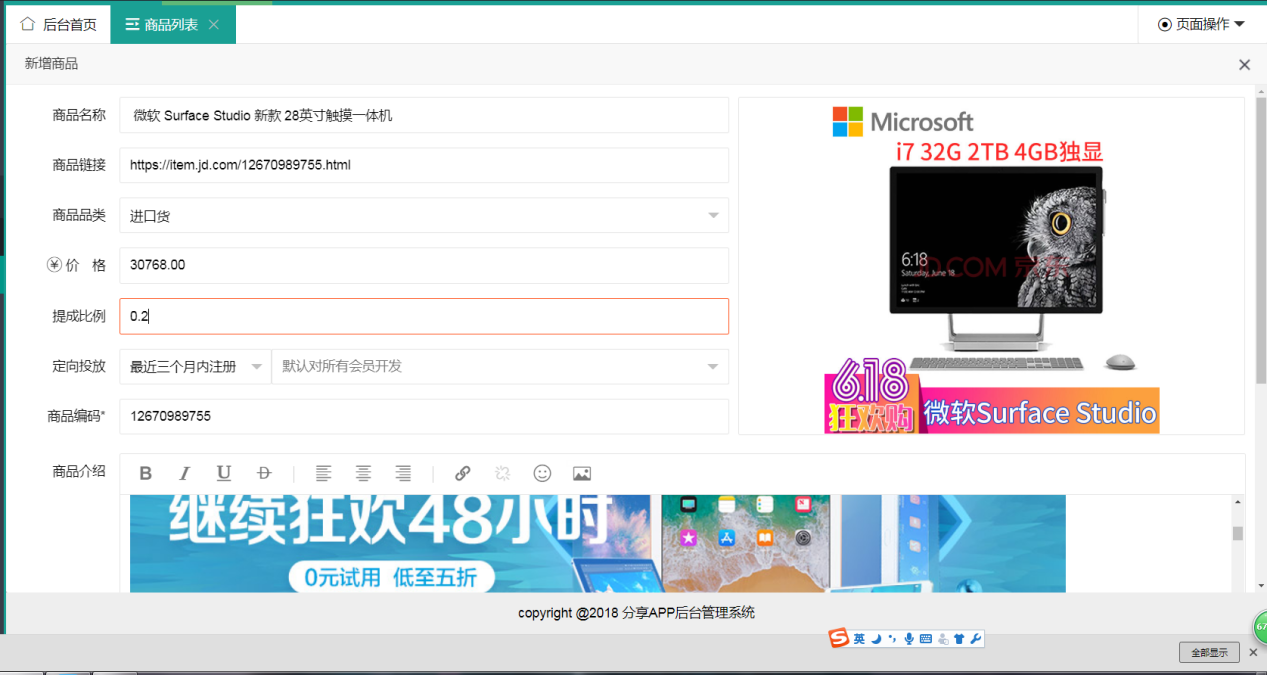 后台首页
商品列表
页面操作
新增商品
商品名称 微软 Surface Studio 新款 28英寸触摸一体机
商品链接 https://item.jd.com/12670989755.html
商品品类 进口货
¥ 价 格 30768.00
提成比例 0.2
定向投放 最近三个月内注册 默认对所有会员开发
商品编码* 12670989755
Microsoft
i7 32G 2TB 4GB独显
6:18
Saturday, June 18
JD.COM 京东
6.18
狂欢购
微软Surface Studio
商品介绍
B I U D
继续狂欢48小时
0元试用 低至五折
copyright @2018 分享APP后台管理系统
S 英
67
全部显示